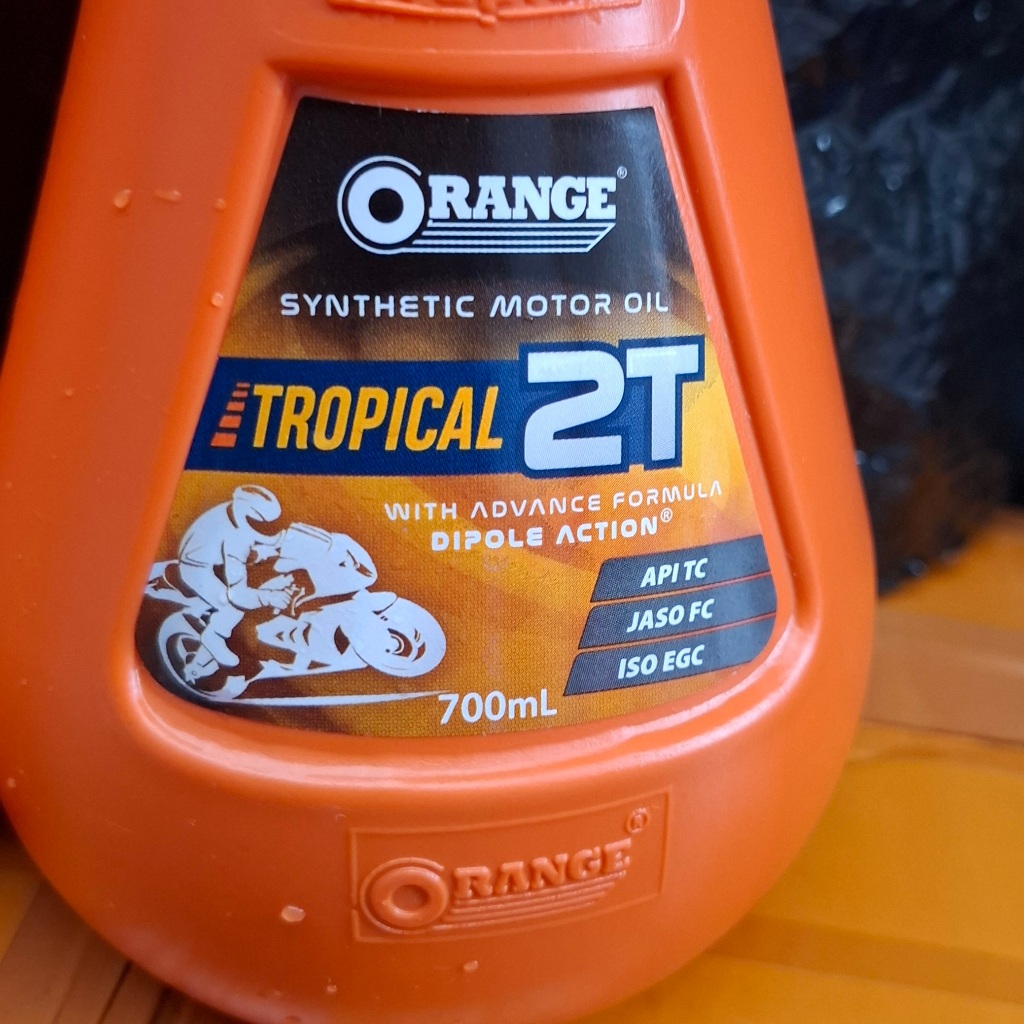 ORANGE®
SYNTHETIC MOTOR OIL
TROPICAL 2T
WITH ADVANCE FORMULA
DIPOLE ACTION®
API TC
JASO FC
ISO EGC
700mL
ORANGE®